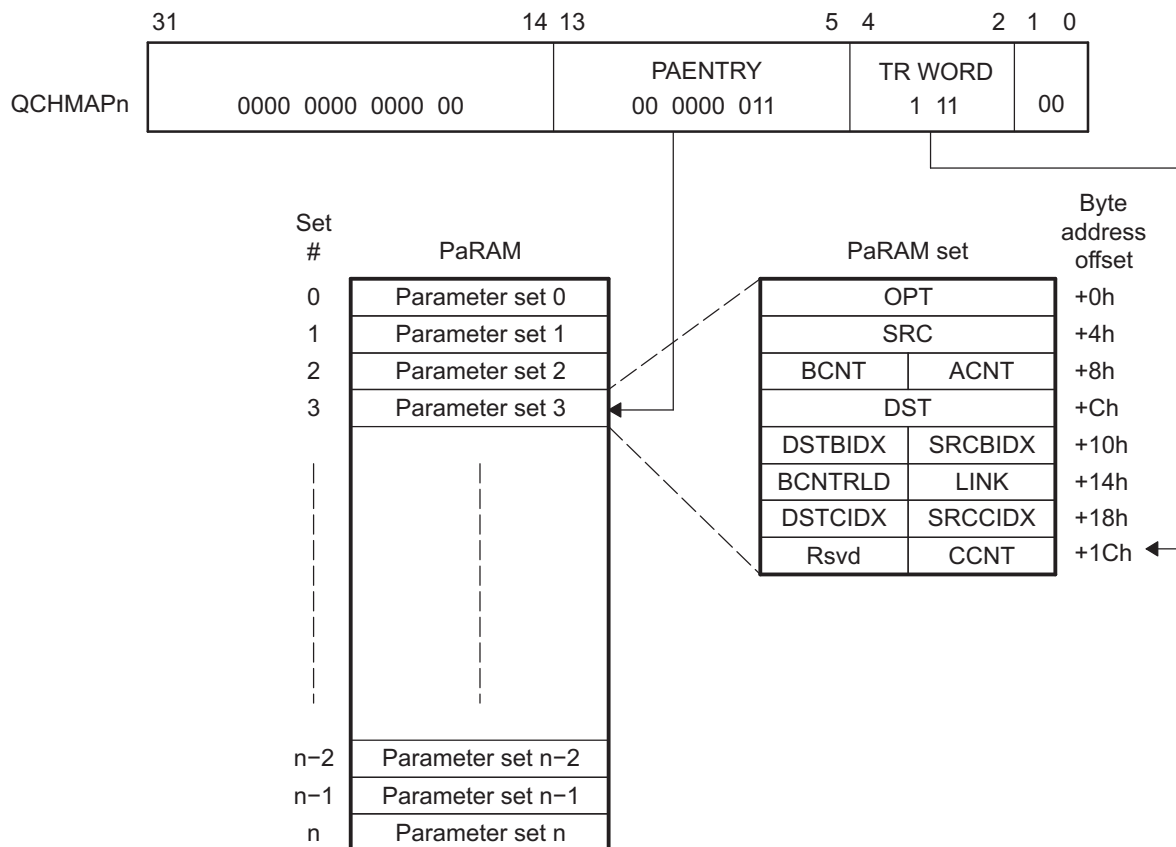 31 14 13 5 4 2 1 0
PAENTRY TR WORD
QCHMAPn 0000 0000 0000 00 00 0000 011 1 11 00
Byte
address
offset
Set
#
PaRAM
PaRAM set
0 Parameter set 0 OPT +0h
1 Parameter set 1 SRC +4h
2 Parameter set 2 BCNT ACNT +8h
3 Parameter set 3 DST +Ch
DSTBIDX SRCBIDX +10h
BCNTRLD LINK +14h
DSTCIDX SRCCIDX +18h
Rsvd CCNT +1Ch
n−2 Parameter set n−2
n−1 Parameter set n−1
n Parameter set n